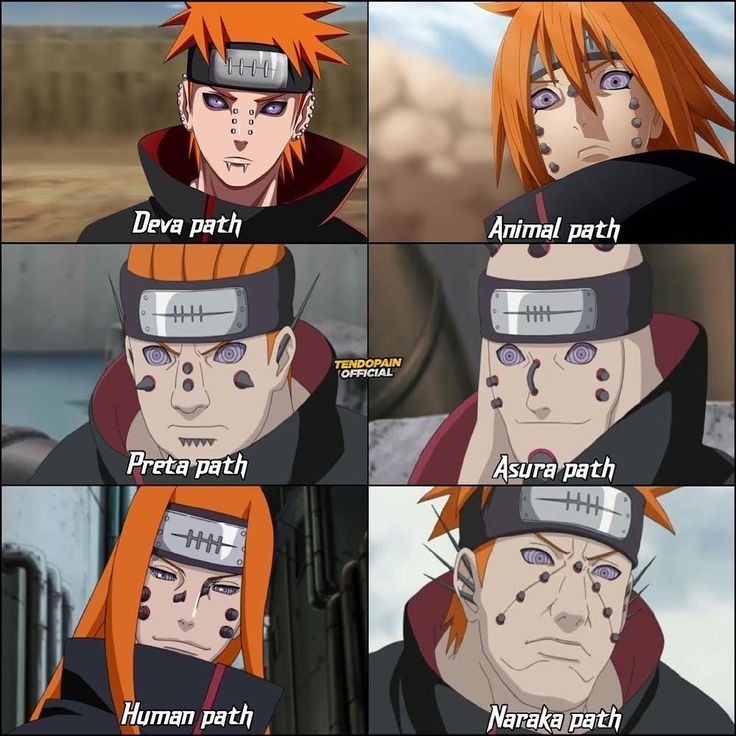 Deva path
Animal path
TENDOPAIN
OFFICIAL
Preta path
Asura path
Human path
Naraka path